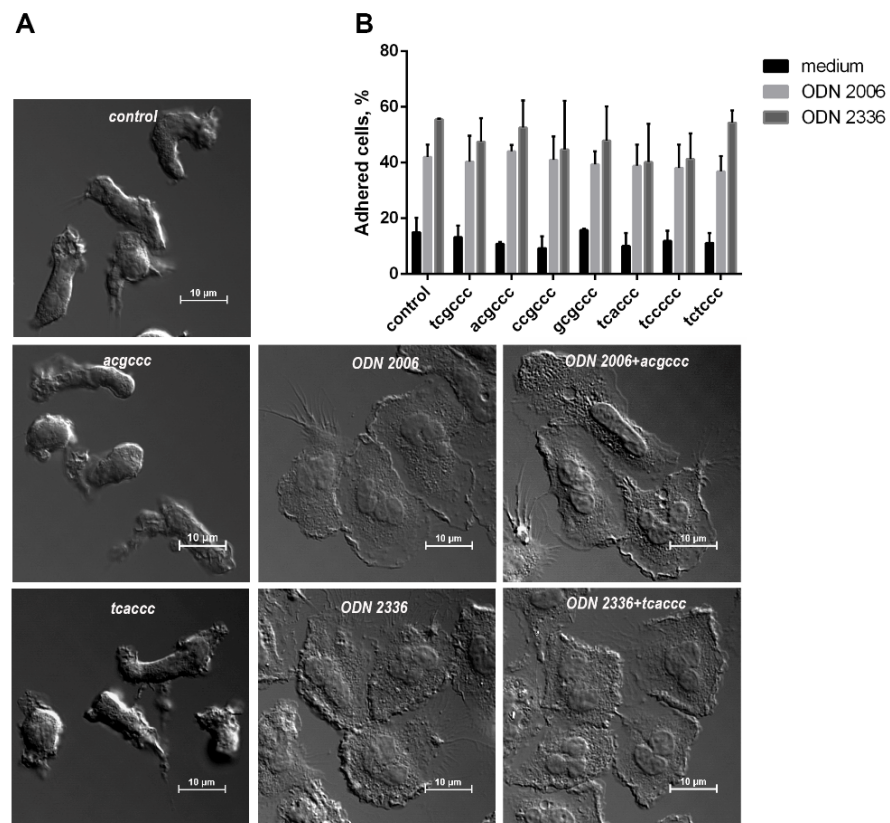 A
B
control
10 µm
80
60
40
20
0
Adhered cells, %
control
tcgccc
acgccc
ccgccc
gcgccc
tcaccc
tccccc
tctccc
medium
ODN 2006
ODN 2336
acgccc
10 µm
ODN 2006
10 µm
ODN 2006+acgccc
10 µm
tcaccc
10 µm
ODN 2336
10 µm
ODN 2336+tcaccc
10 µm